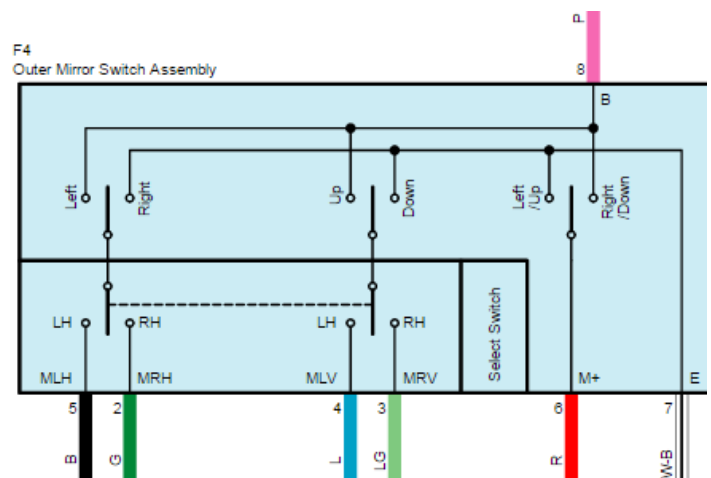 P
F4
Outer Mirror Switch Assembly
8
B
Left
Right
Up
Down
Left
/Up
Right
/Down
LH
RH
LH
RH
Select Switch
MLH
MRH
MLV
MRV
M+
E
5
2
4
3
6
7
B
G
L
LG
R
W-B